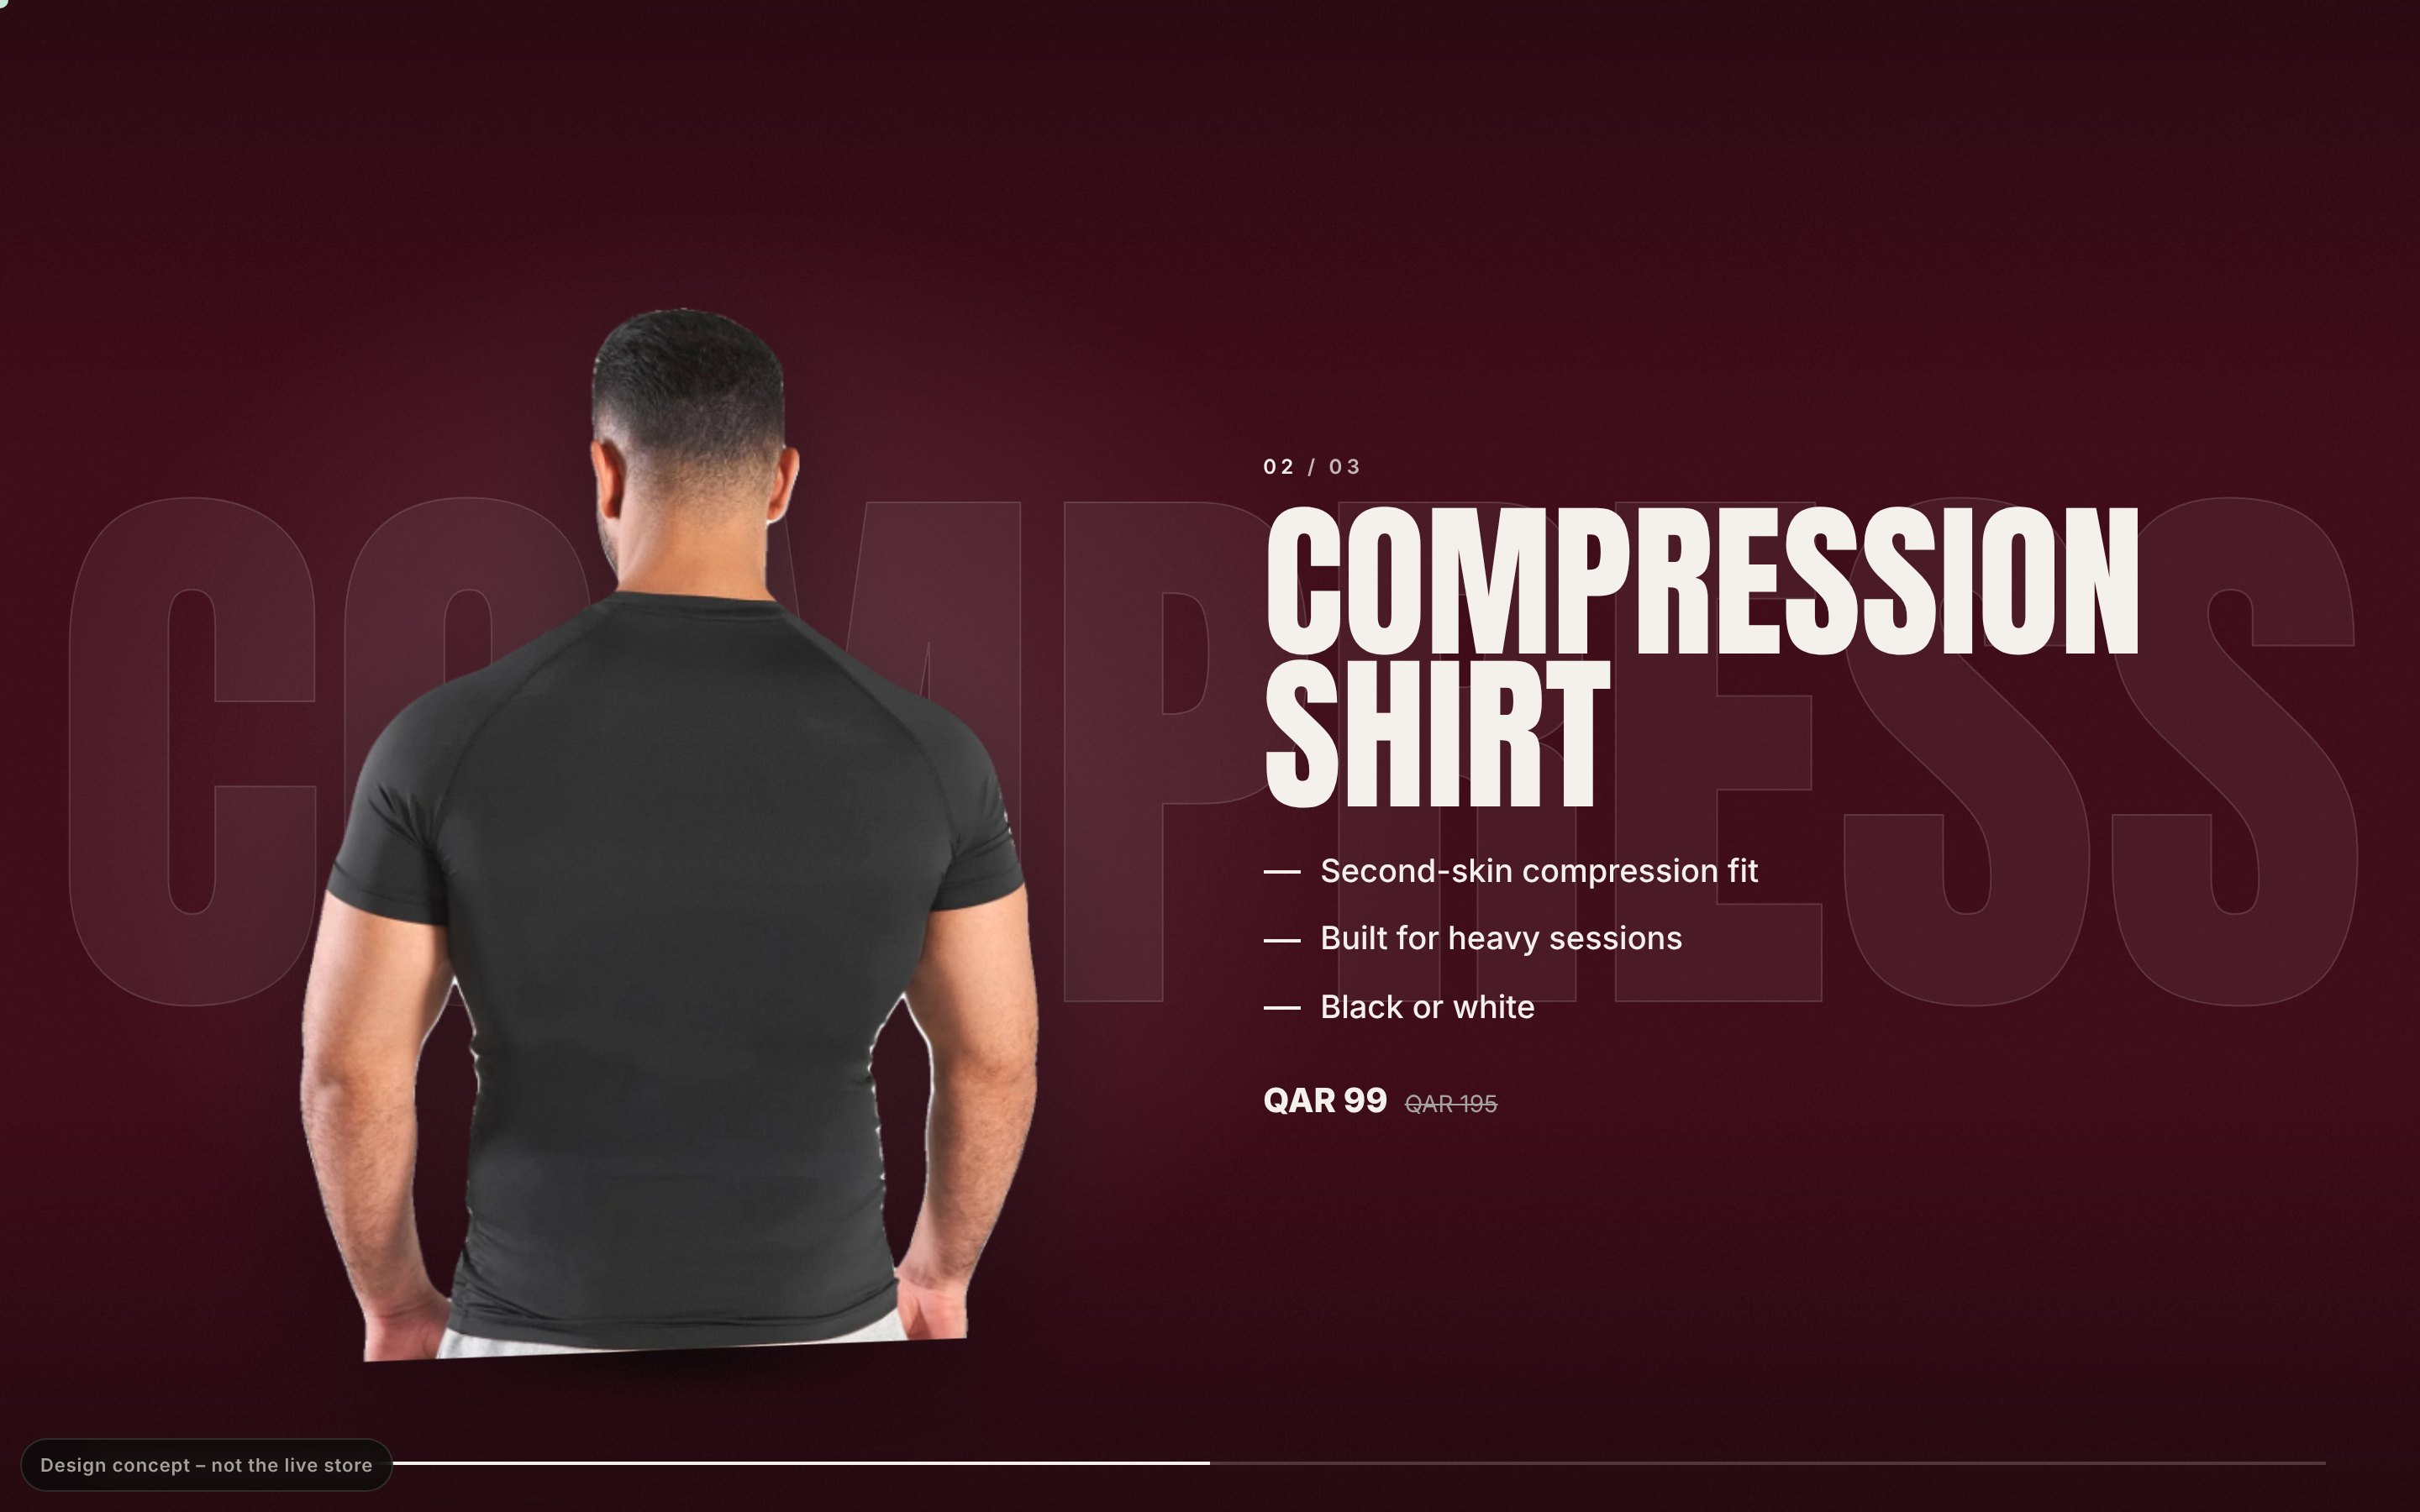 COMPRESS
02 / 03
COMPRESSION
SHIRT
— Second-skin compression fit
— Built for heavy sessions
— Black or white
QAR 99 QAR 195
Design concept – not the live store